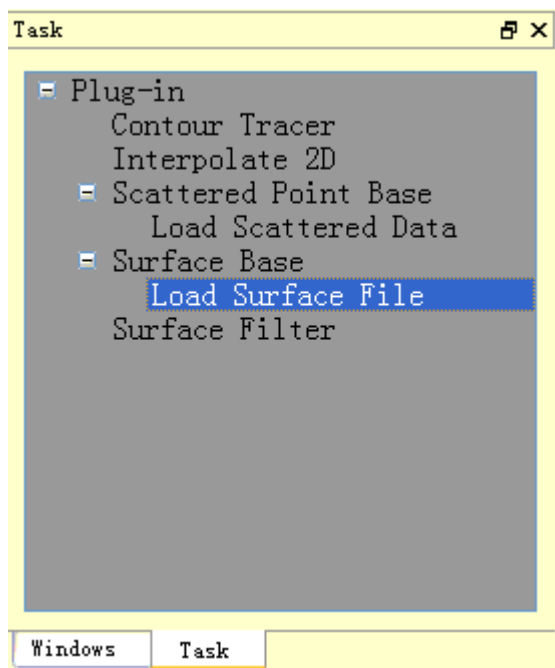 Task
Plug-in
Contour Tracer
Interpolate 2D
Scattered Point Base
Load Scattered Data
Surface Base
Load Surface File
Surface Filter
Windows Task